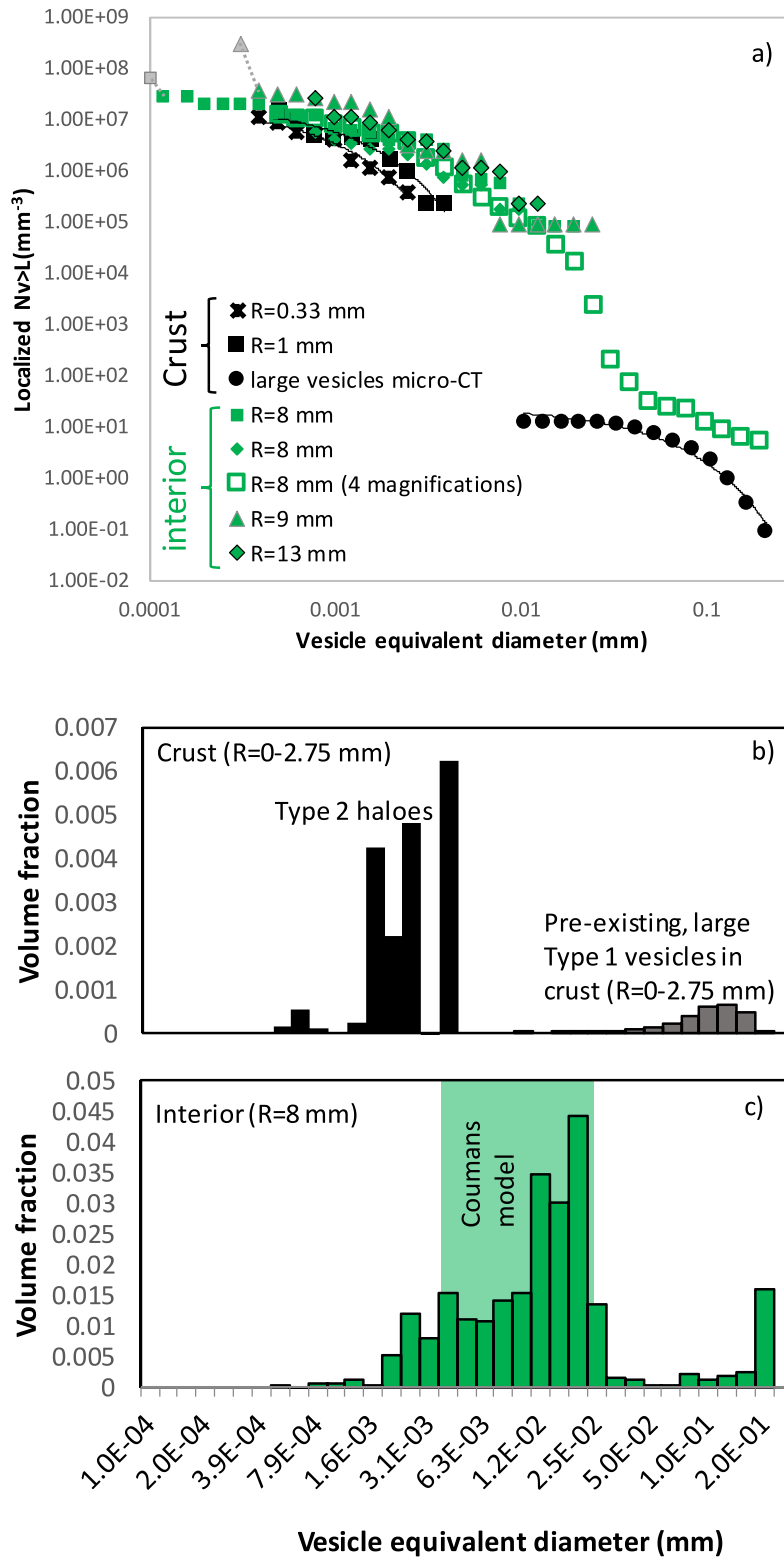 a)
1.00E+09
1.00E+08
1.00E+07
1.00E+06
1.00E+05
1.00E+04
1.00E+03
1.00E+02
1.00E+01
1.00E+00
1.00E-01
1.00E-02
Localized Nv>L(mm-3)
Crust
R=0.33 mm
R=1 mm
large vesicles micro-CT
interior
R=8 mm
R=8 mm
R=8 mm (4 magnifications)
R=9 mm
R=13 mm
0.0001 0.001 0.01 0.1
Vesicle equivalent diameter (mm)
b)
0.007
0.006
0.005
0.004
0.003
0.002
0.001
0
Volume fraction
Crust (R=0-2.75 mm)
Type 2 haloes
Pre-existing, large
Type 1 vesicles in
crust (R=0-2.75 mm)
c)
0.05
0.045
0.04
0.035
0.03
0.025
0.02
0.015
0.01
0.005
0
Volume fraction
Interior (R=8 mm)
Coumans
model
1.0E-04 2.0E-04 3.9E-04 7.9E-04 1.6E-03 3.1E-03 6.3E-03 1.2E-02 2.5E-02 5.0E-02 1.0E-01 2.0E-01
Vesicle equivalent diameter (mm)